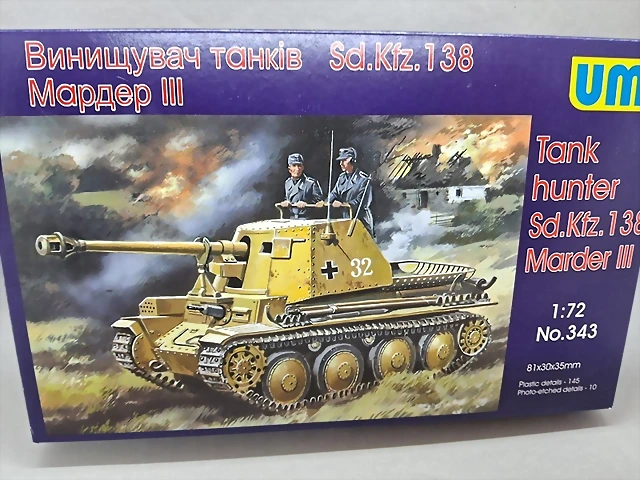 Винищувач танків Sd.Kfz.138
Мардер III
UM
Tank
hunter
Sd.Kfz.138
Marder III
1:72
No.343
81x30x35mm
Plastic details - 145
Photo-etched details - 10
32